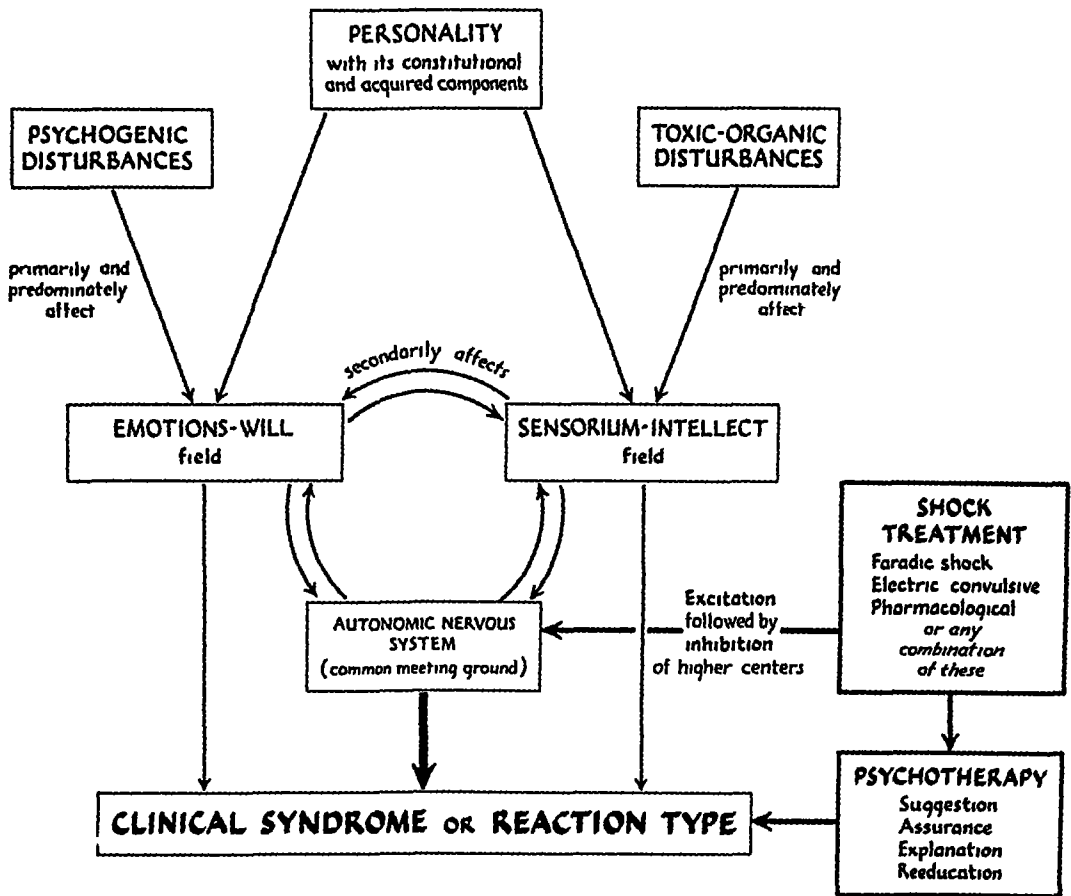 PERSONALITY
with its constitutional
and acquired components
PSYCHOGENIC
DISTURBANCES
TOXIC-ORGANIC
DISTURBANCES
primarily and
predominately
affect
primarily and
predominately
affect
secondarily affects
EMOTIONS-WILL
field
SENSORIUM-INTELLECT
field
SHOCK
TREATMENT
Faradic shock
Electric convulsive
Pharmacological
or any
combination
of these
Excitation
followed by
inhibition
of higher centers
AUTONOMIC NERVOUS
SYSTEM
(common meeting ground)
PSYCHOTHERAPY
Suggestion
Assurance
Explanation
Reeducation
CLINICAL SYNDROME OR REACTION TYPE